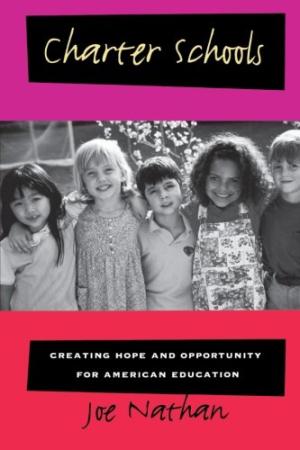 Charter Schools
CREATING HOPE AND OPPORTUNITY
FOR AMERICAN EDUCATION
Joe Nathan